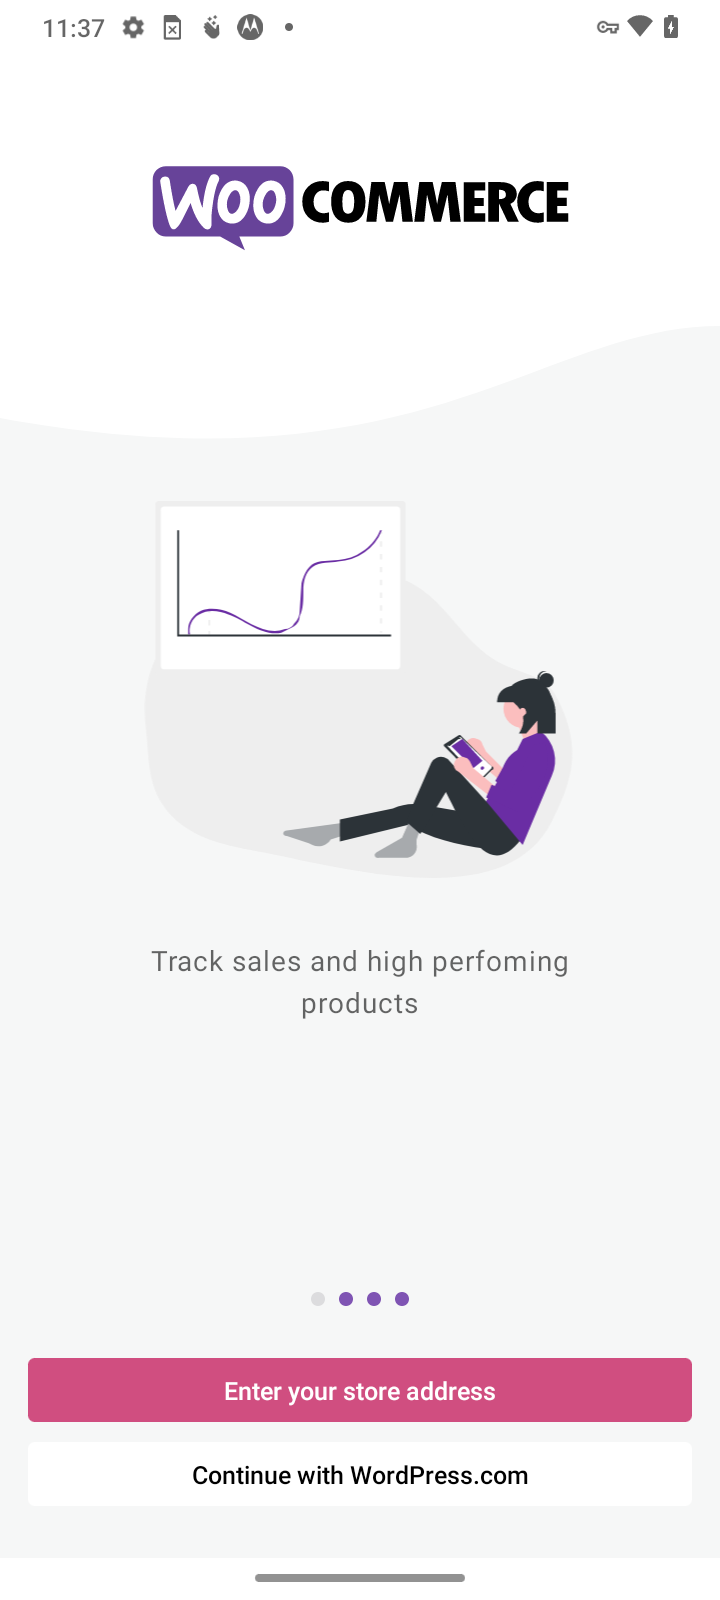 11:37
WOO COMMERCE
Track sales and high perfoming
products
Enter your store address
Continue with WordPress.com